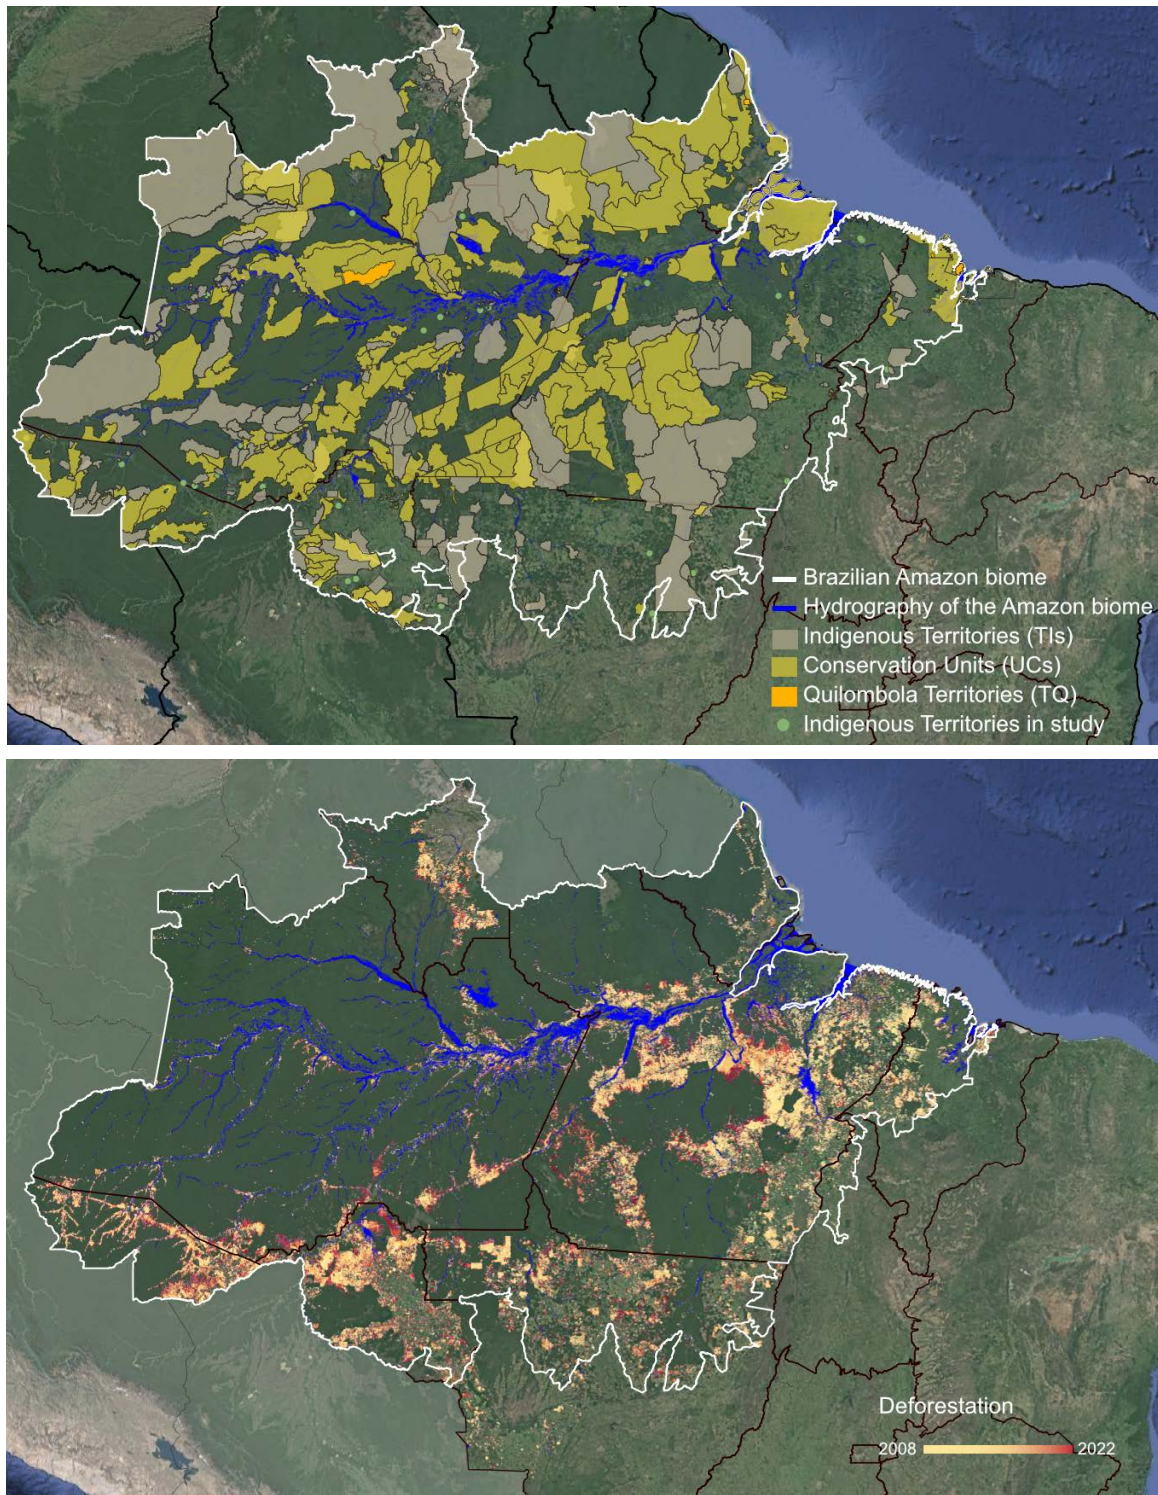 Brazilian Amazon biome
Hydrography of the Amazon biome
Indigenous Territories (TIs)
Conservation Units (UCs)
Quilombola Territories (TQ)
Indigenous Territories in study
Deforestation
2008 2022